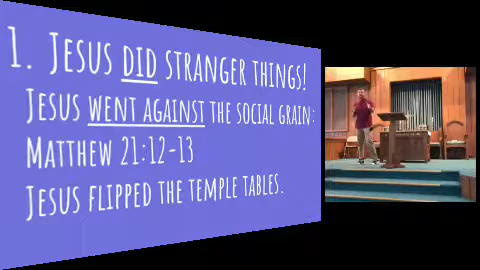 1. Jesus did stranger things!
Jesus went against the social grain:
Matthew 21:12-13
Jesus flipped the temple tables.